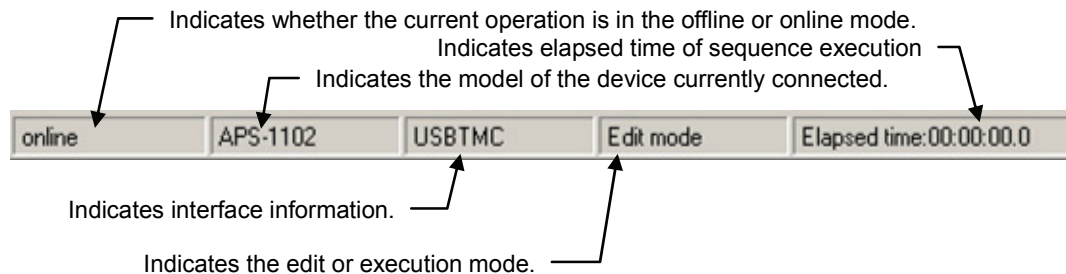 Indicates whether the current operation is in the offline or online mode.
Indicates elapsed time of sequence execution
Indicates the model of the device currently connected.
online APS-1102 USBTMC Edit mode Elapsed time:00:00:00.0
Indicates interface information.
Indicates the edit or execution mode.